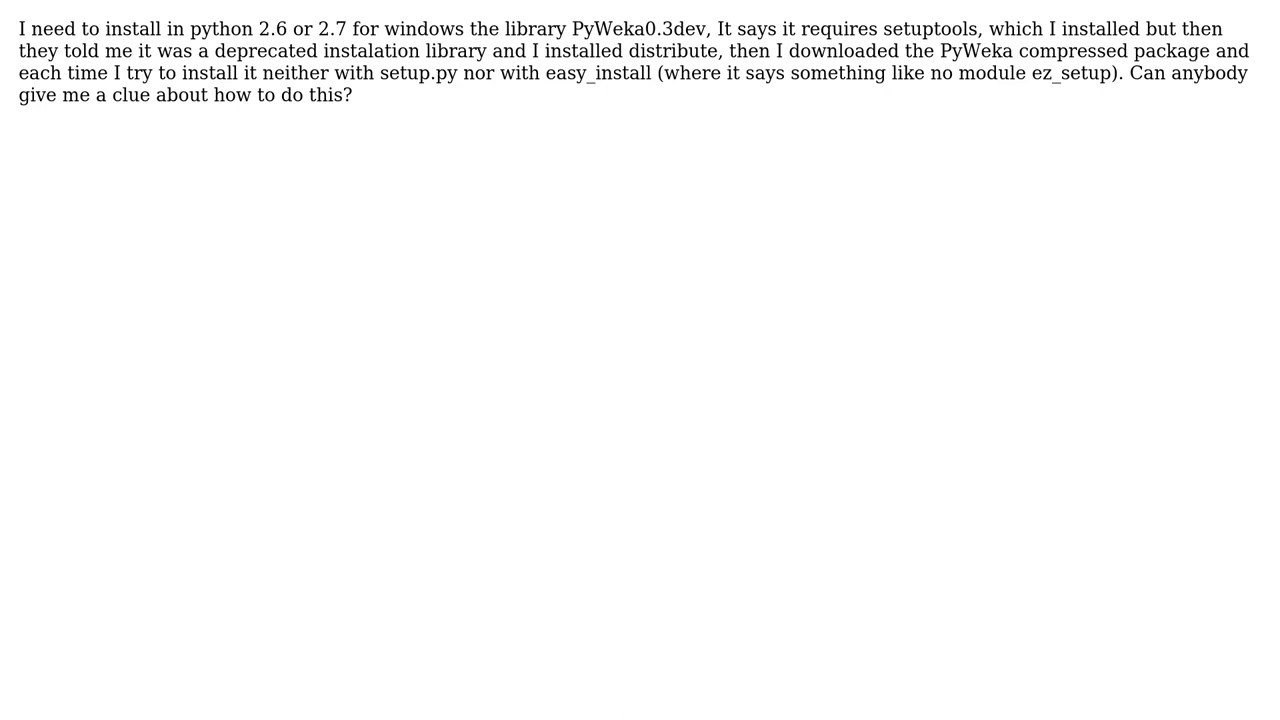 I need to install in python 2.6 or 2.7 for windows the library PyWeka0.3dev, It says it requires setuptools, which I installed but then
they told me it was a deprecated instalation library and I installed distribute, then I downloaded the PyWeka compressed package and
each time I try to install it neither with setup.py nor with easy_install (where it says something like no module ez_setup). Can anybody
give me a clue about how to do this?